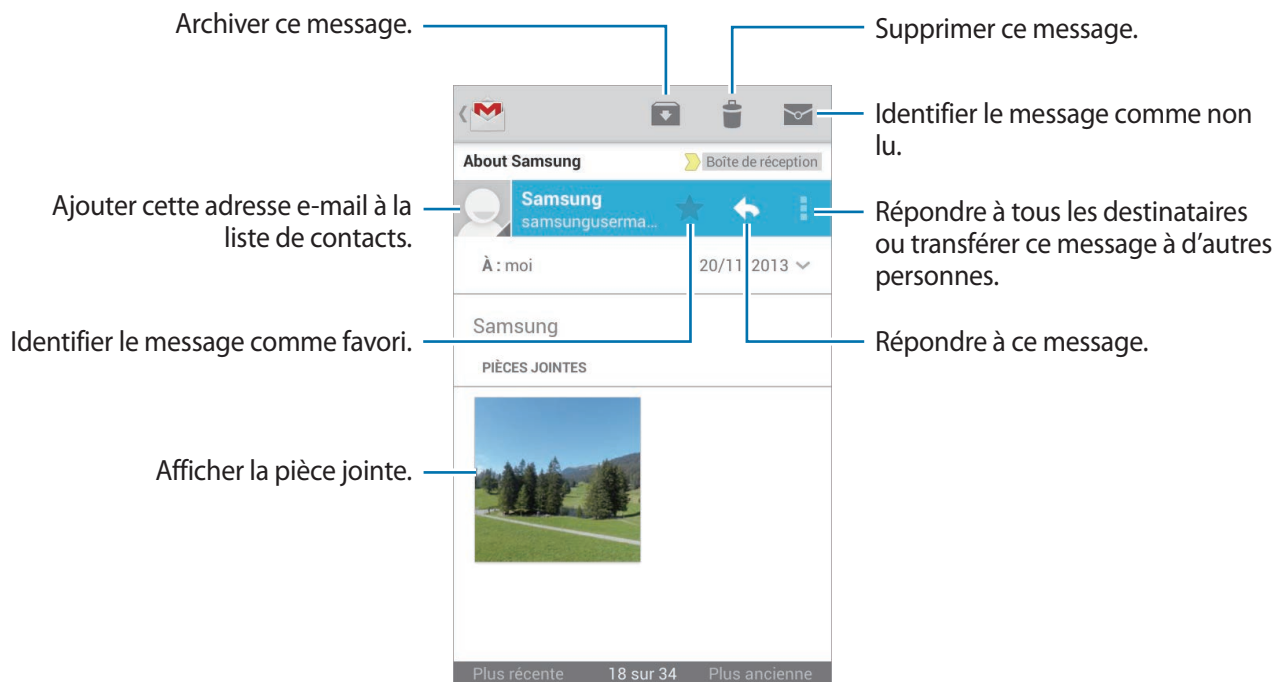 Archiver ce message.
Supprimer ce message.
Identifier le message comme non
lu.
About Samsung
Boîte de réception
Ajouter cette adresse e-mail à la
liste de contacts.
Samsung
samsunguserma...
Répondre à tous les destinataires
ou transférer ce message à d'autres
personnes.
À : moi
20/11/2013
Identifier le message comme favori.
Samsung
Répondre à ce message.
PIÈCES JOINTES
Afficher la pièce jointe.
Plus récente
18 sur 34
Plus ancienne